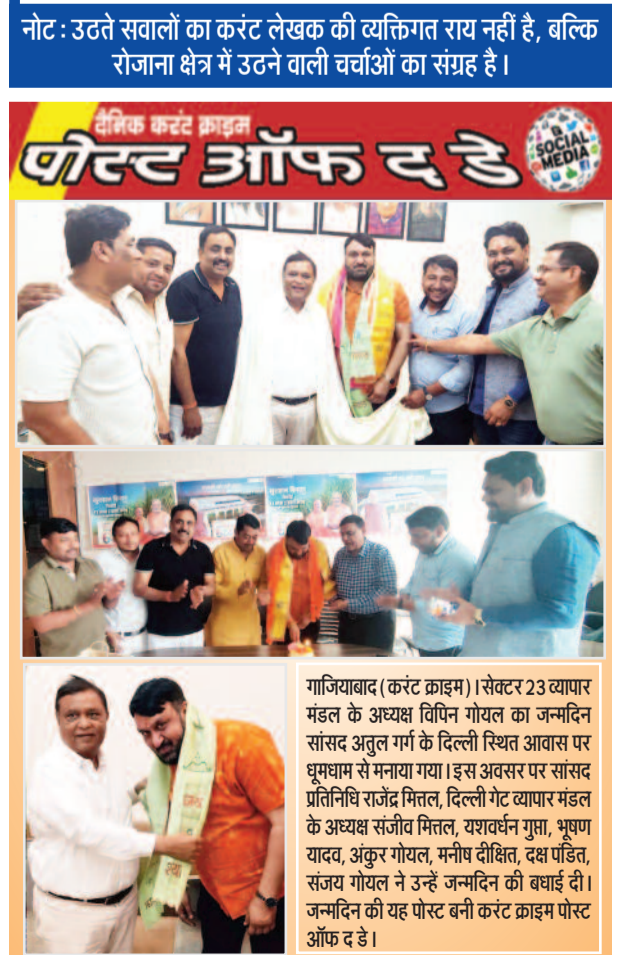 नोट : उठते सवालों का करंट लेखक की व्यक्तिगत राय नहीं है, बल्कि
रोजाना क्षेत्र में उठने वाली चर्चाओं का संग्रह है।
दैनिक करंट क्राइम
पोस्ट ऑफ द डे
SOCIAL
MEDIA
गाजियाबाद (करंट क्राइम)। सेक्टर 23 व्यापार
मंडल के अध्यक्ष विपिन गोयल का जन्मदिन
सांसद अतुल गर्ग के दिल्ली स्थित आवास पर
धूमधाम से मनाया गया। इस अवसर पर सांसद
प्रतिनिधि राजेंद्र मित्तल, दिल्ली गेट व्यापार मंडल
के अध्यक्ष संजीव मित्तल, यशवर्धन गुप्ता, भूषण
यादव, अंकुर गोयल, मनीष दीक्षित, दक्ष पंडित,
संजय गोयल ने उन्हें जन्मदिन की बधाई दी।
जन्मदिन की यह पोस्ट बनी करंट क्राइम पोस्ट
ऑफ द डे।